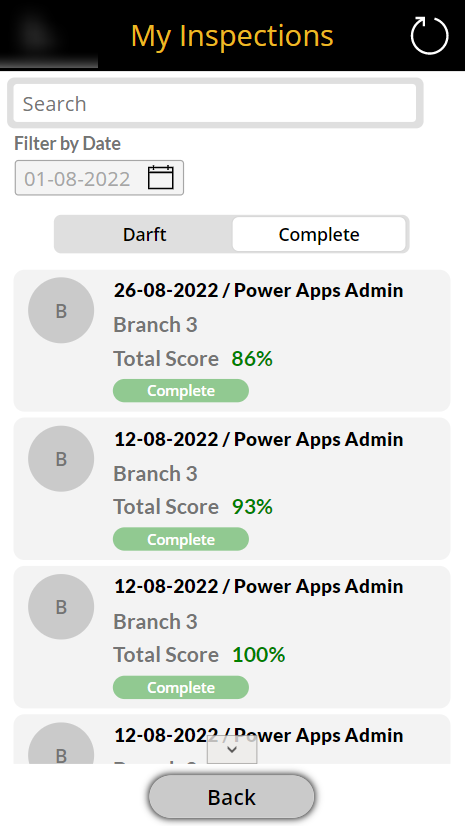 My Inspections
Search
Filter by Date
01-08-2022
Darft Complete
B
26-08-2022 / Power Apps Admin
Branch 3
Total Score 86%
Complete
B
12-08-2022 / Power Apps Admin
Branch 3
Total Score 93%
Complete
B
12-08-2022 / Power Apps Admin
Branch 3
Total Score 100%
Complete
B
12-08-2022 / Power Apps Admin
Back